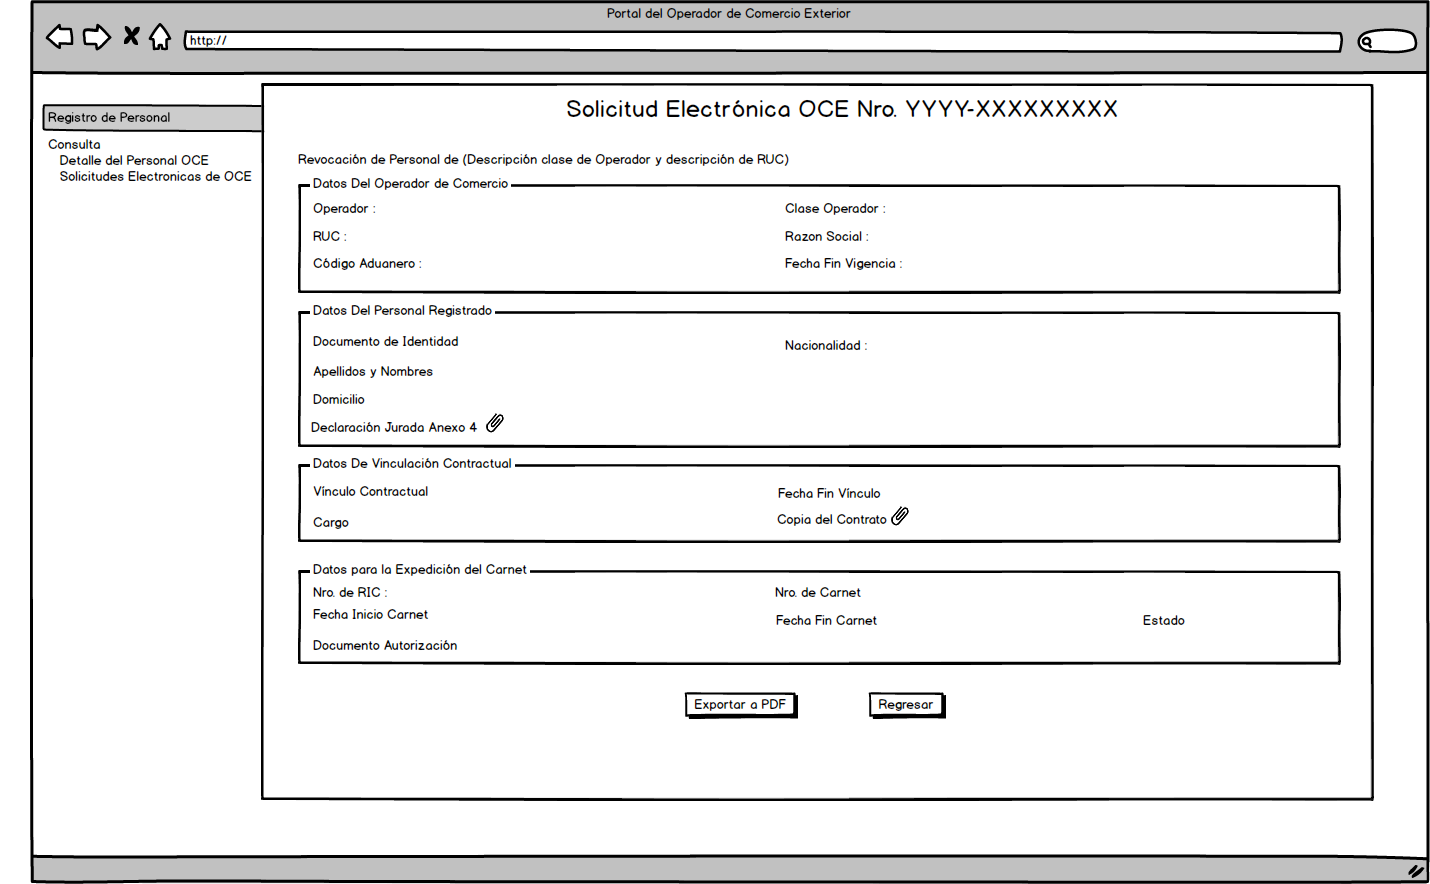 Portal del Operador de Comercio Exterior
http://
Registro de Personal
Consulta
Detalle del Personal OCE
Solicitudes Electronicas de OCE
Solicitud Electrónica OCE Nro. YYYY-XXXXXXXXX
Revocación de Personal de (Descripción clase de Operador y descripción de RUC)
Datos Del Operador de Comercio
Operador : Clase Operador :
RUC : Razon Social :
Código Aduanero : Fecha Fin Vigencia :
Datos Del Personal Registrado
Documento de Identidad Nacionalidad :
Apellidos y Nombres
Domicilio
Declaración Jurada Anexo 4
Datos De Vinculación Contractual
Vínculo Contractual Fecha Fin Vínculo
Cargo Copia del Contrato
Datos para la Expedición del Carnet
Nro. de RIC : Nro. de Carnet
Fecha Inicio Carnet Fecha Fin Carnet Estado
Documento Autorización
Exportar a PDF Regresar